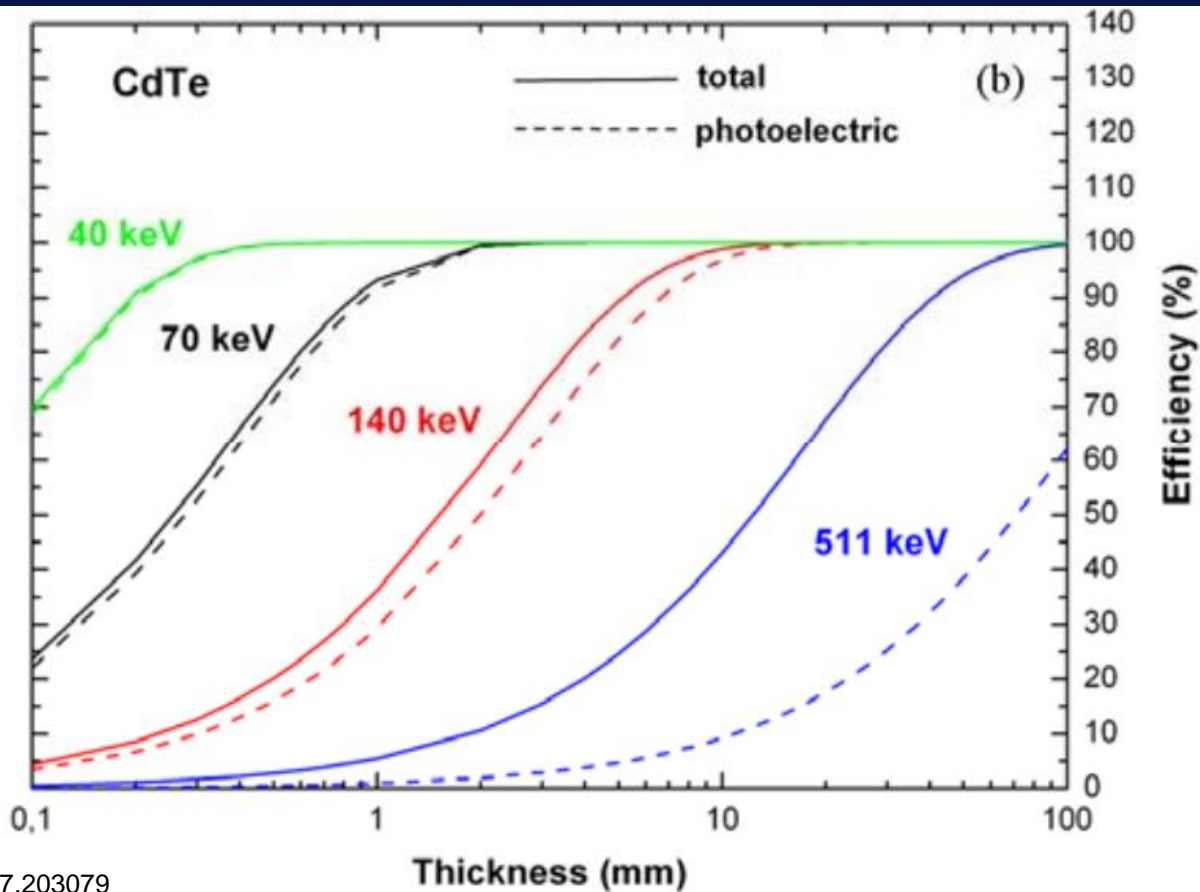 140
CdTe
total
(b)
130
photoelectric
120
110
40 keV
100
90
70 keV
80
140 keV
70
60
Efficiency (%)
50
511 keV
40
30
20
10
0
0,1
1
10
100
Thickness (mm)
7.203079